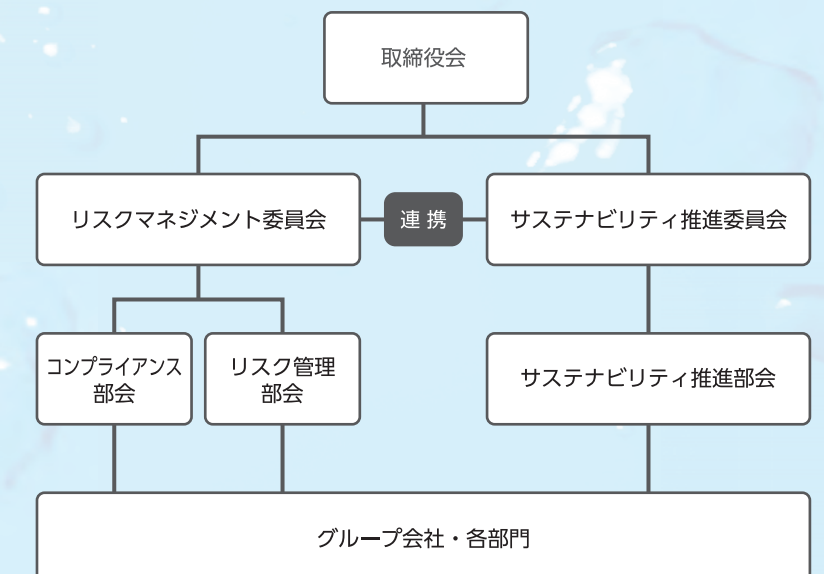 取締役会
リスクマネジメント委員会
連携
サステナビリティ推進委員会
コンプライアンス
部会
リスク管理
部会
サステナビリティ推進部会
グループ会社・各部門